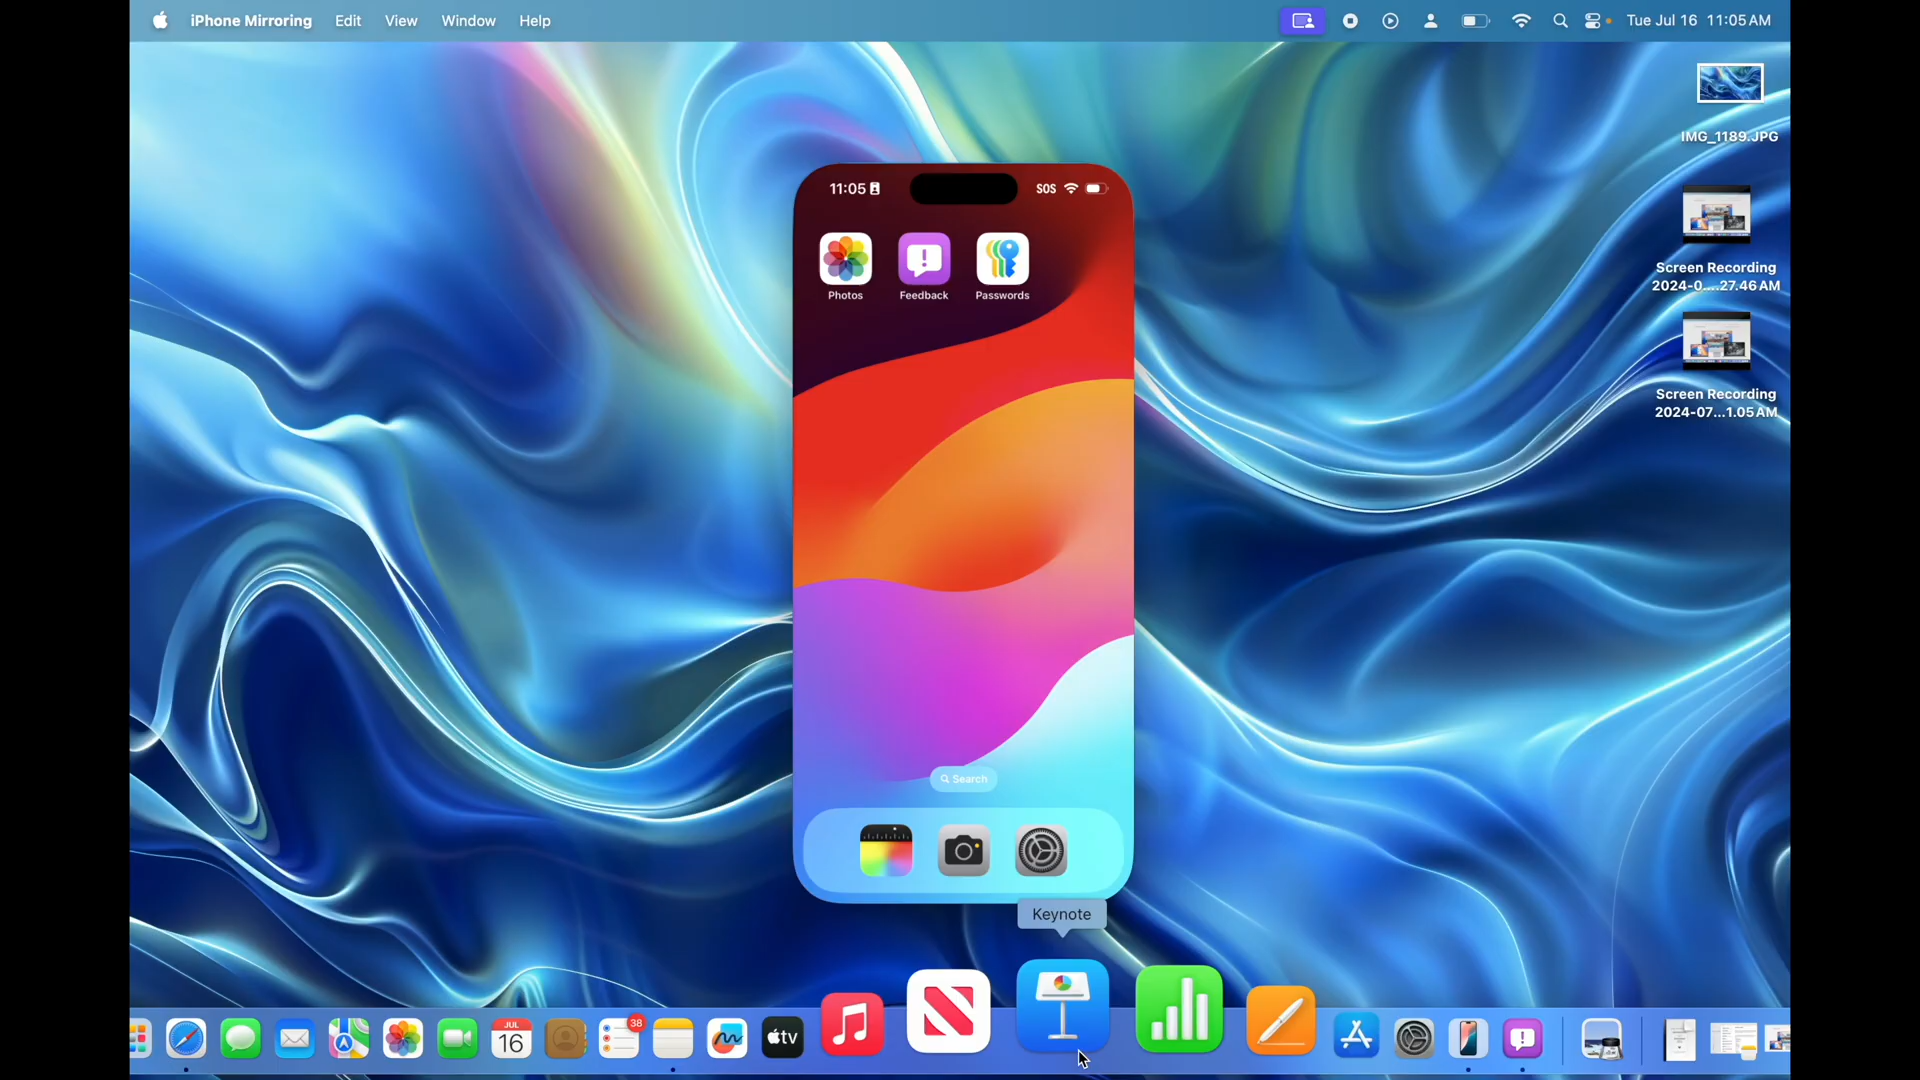 iPhone Mirroring Edit View Window Help Tue Jul 16 11:05 AM
IMG_1189.JPG
Screen Recording
2024-0....27.46 AM
Screen Recording
2024-07...1.05 AM
11:05 SOS
Photos Feedback Passwords
Search
Keynote
JUL
16
38
tv